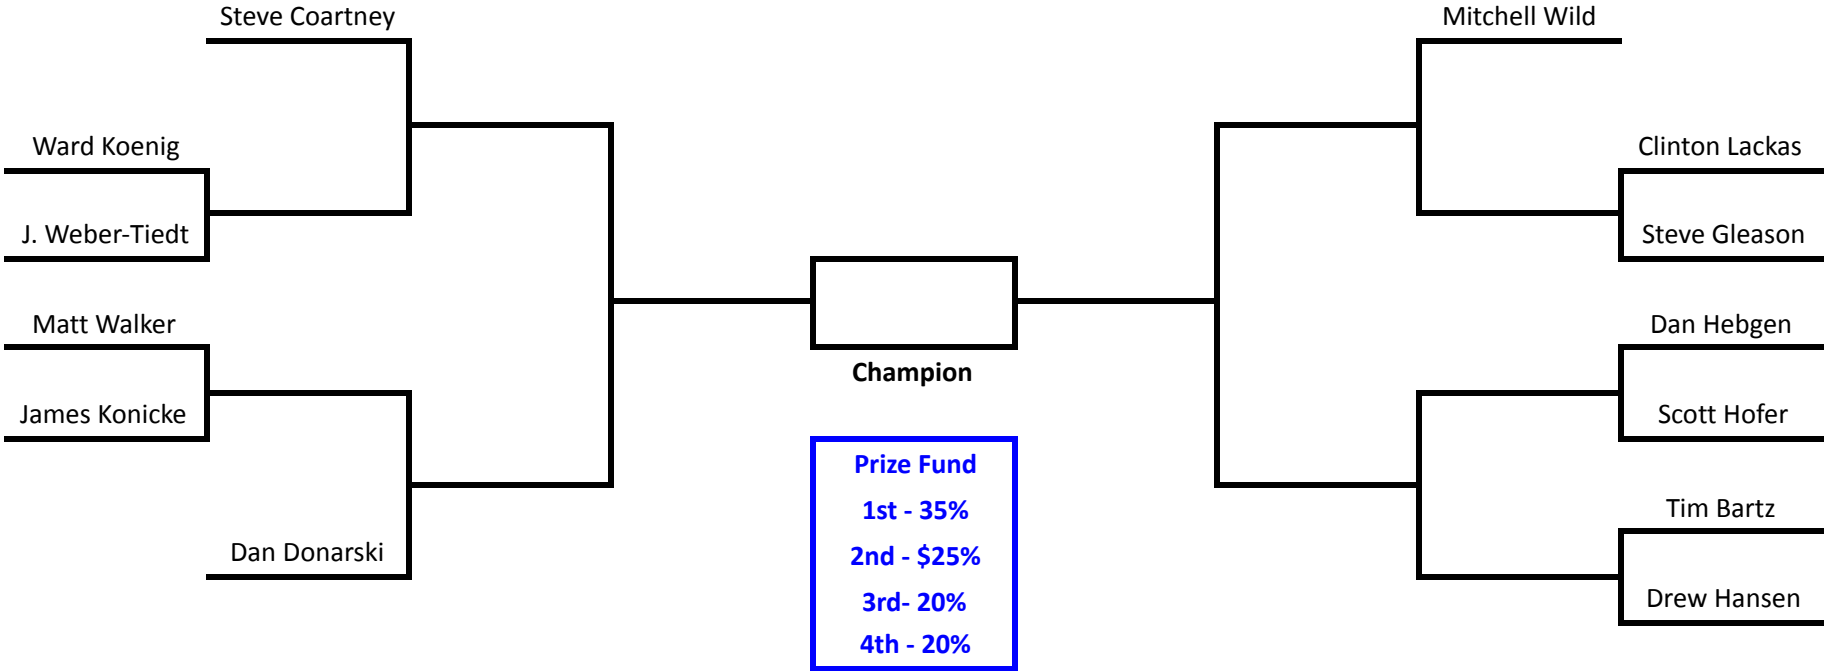 Steve Coartney
Mitchell Wild
Ward Koenig
Clinton Lackas
J. Weber-Tiedt
Steve Gleason
Matt Walker
Dan Hebgen
Champion
James Konicke
Scott Hofer
Prize Fund
1st - 35%
Tim Bartz
2nd - $25%
Dan Donarski
3rd- 20%
Drew Hansen
4th - 20%